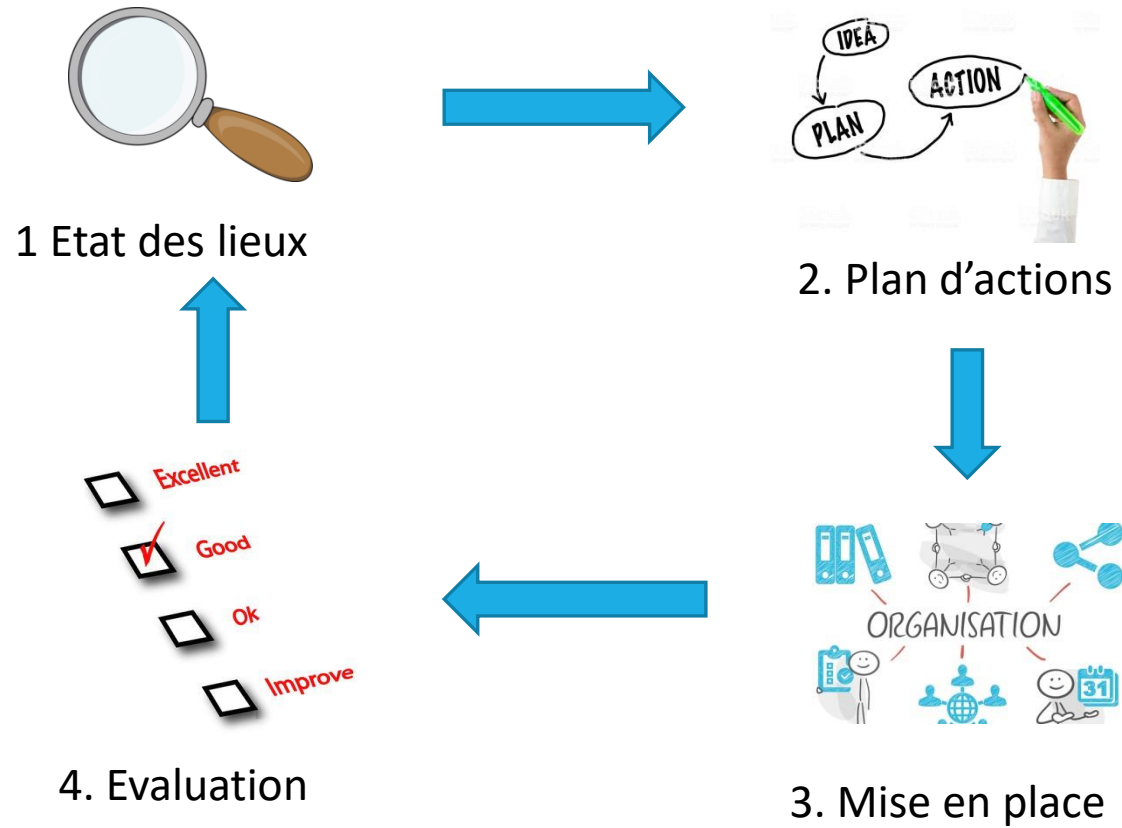 IDEA
PLAN
ACTION
1 Etat des lieux
2. Plan d’actions
Excellent
Good
Ok
Improve
ORGANISATION
31
4. Evaluation
3. Mise en place